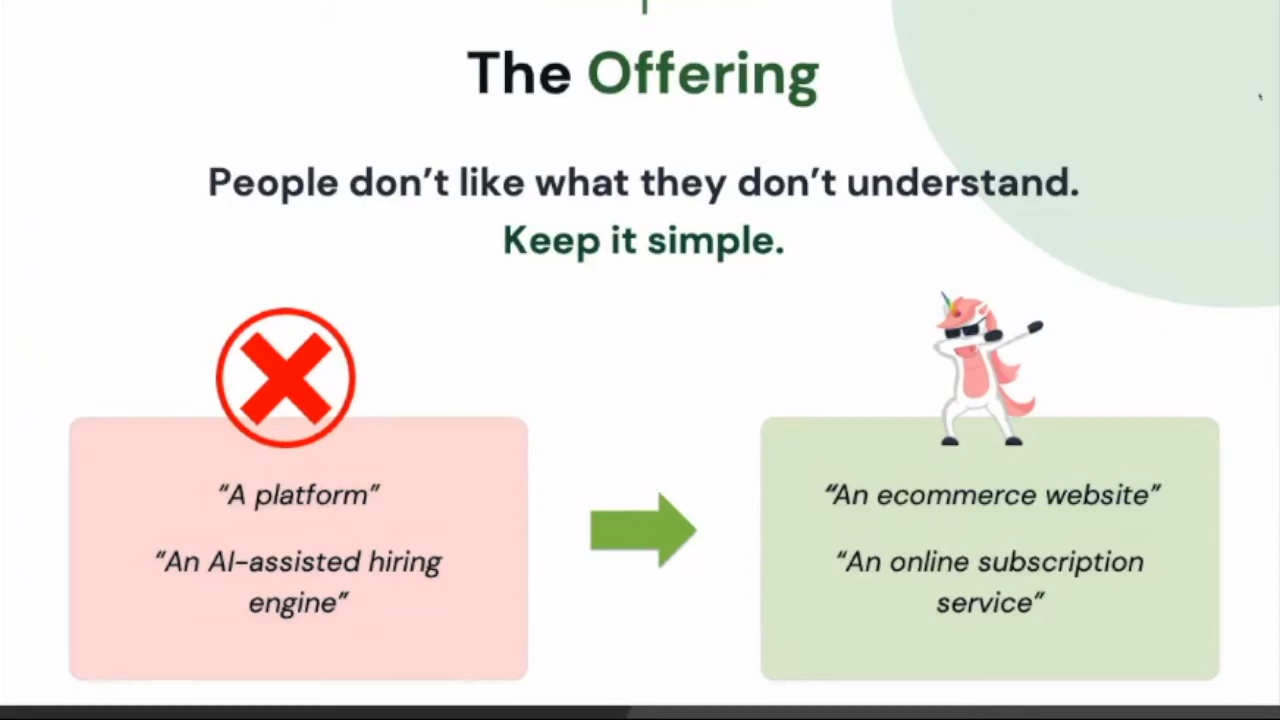 The Offering
People don’t like what they don’t understand.
Keep it simple.
“A platform”
“An AI-assisted hiring
engine”
“An ecommerce website”
“An online subscription
service”